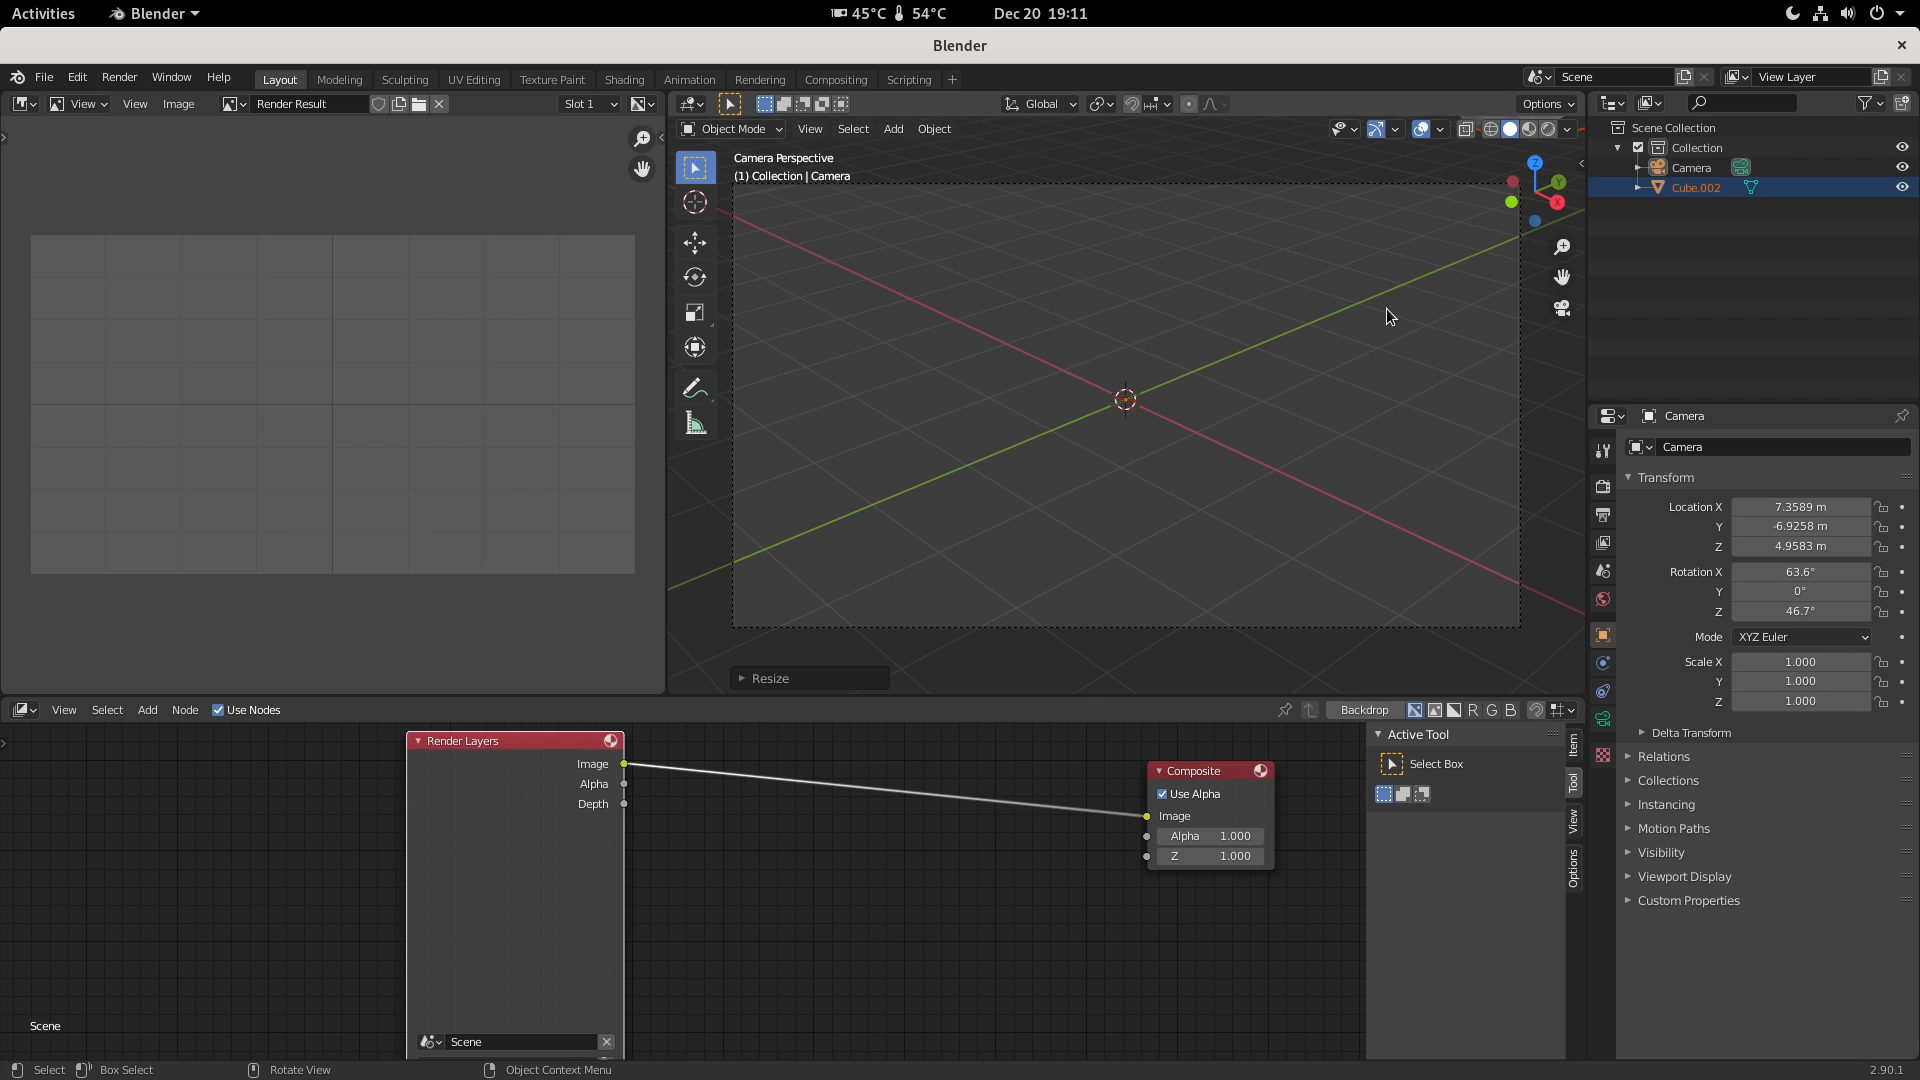 Activities Blender 45°C 54°C Dec 20 19:11
Blender
File Edit Render Window Help Layout Modeling Sculpting UV Editing Texture Paint Shading Animation Rendering Compositing Scripting + Scene View Layer
View View Image Render Result Slot 1
Global Options
Object Mode View Select Add Object
Camera Perspective
(1) Collection | Camera
Z
Y
X
Resize
Scene Collection
Collection
Camera
Cube.002
Camera
Camera
Transform
Location X 7.3589 m
Y -6.9258 m
Z 4.9583 m
Rotation X 63.6°
Y 0°
Z 46.7°
Mode XYZ Euler
Scale X 1.000
Y 1.000
Z 1.000
Delta Transform
Relations
Collections
Instancing
Motion Paths
Visibility
Viewport Display
Custom Properties
View Select Add Node Use Nodes Backdrop R G B
Render Layers
Image
Alpha
Depth
Scene
Composite
Use Alpha
Image
Alpha 1.000
Z 1.000
Active Tool
Select Box
Item
Tool
View
Options
Scene
Select Box Select Rotate View Object Context Menu 2.90.1